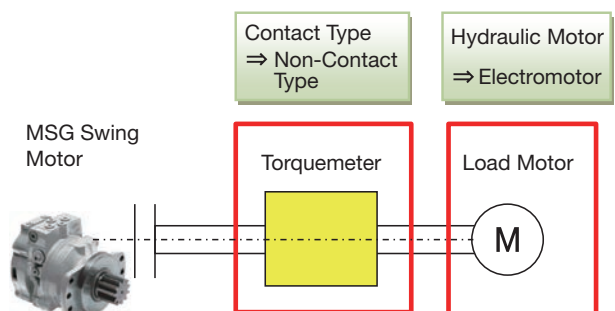 Contact Type
⇒ Non-Contact
Type
Hydraulic Motor
⇒ Electromotor
MSG Swing
Motor
Torquemeter
Load Motor
M